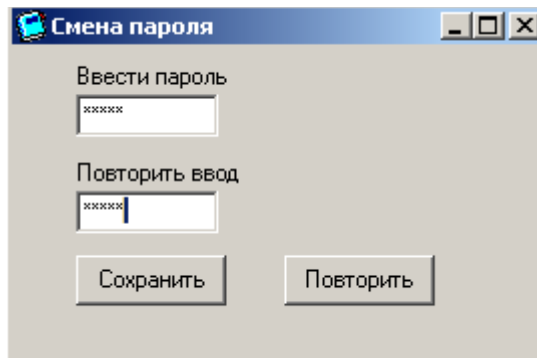 Смена пароля
Ввести пароль
*****
Повторить ввод
*****
Сохранить Повторить